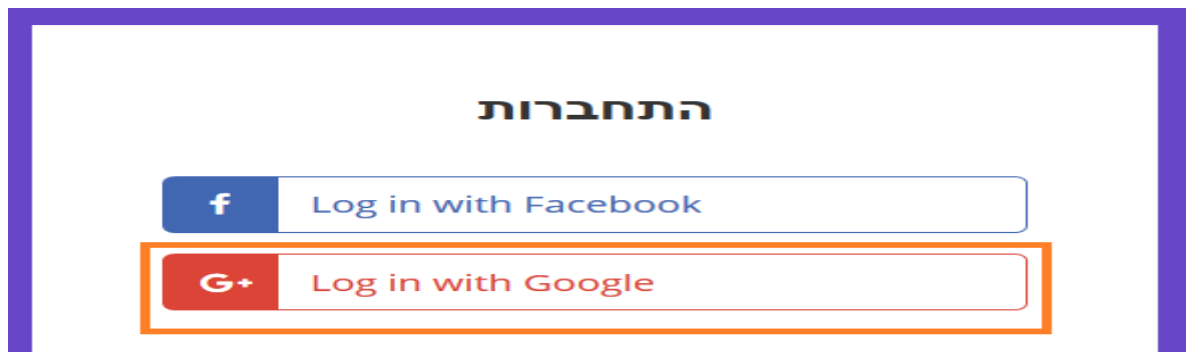 התחברות
f Log in with Facebook
G+ Log in with Google